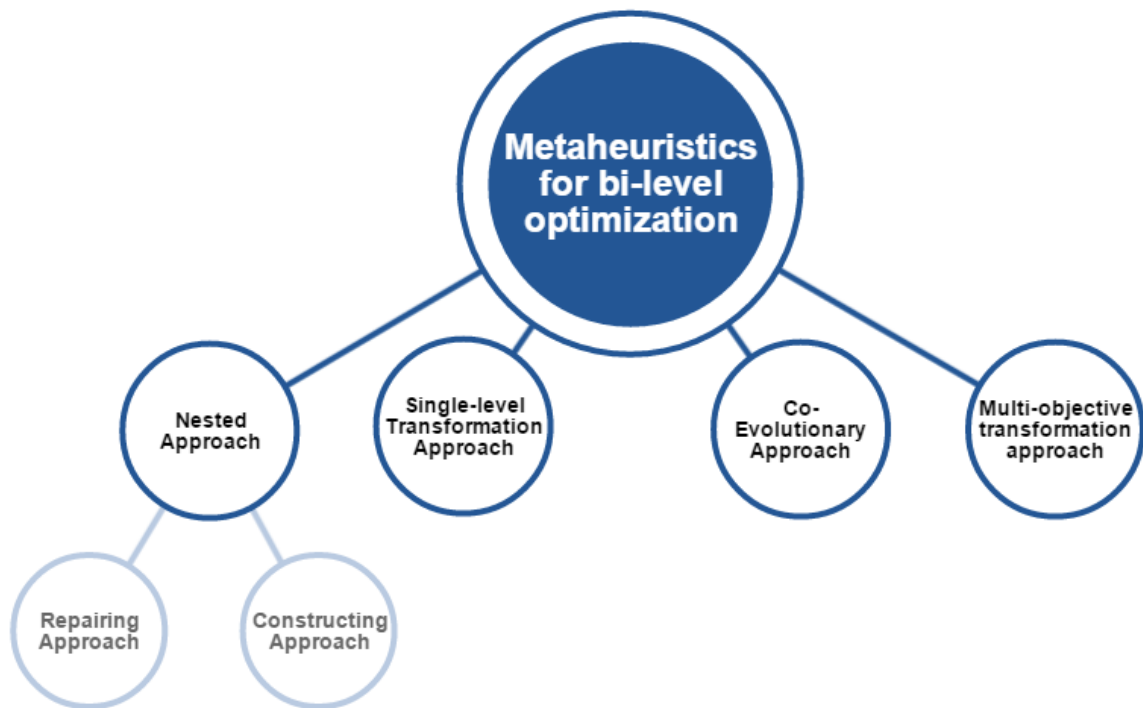 Metaheuristics
for bi-level
optimization
Nested
Approach
Single-level
Transformation
Approach
Co-
Evolutionary
Approach
Multi-objective
transformation
approach
Repairing
Approach
Constructing
Approach